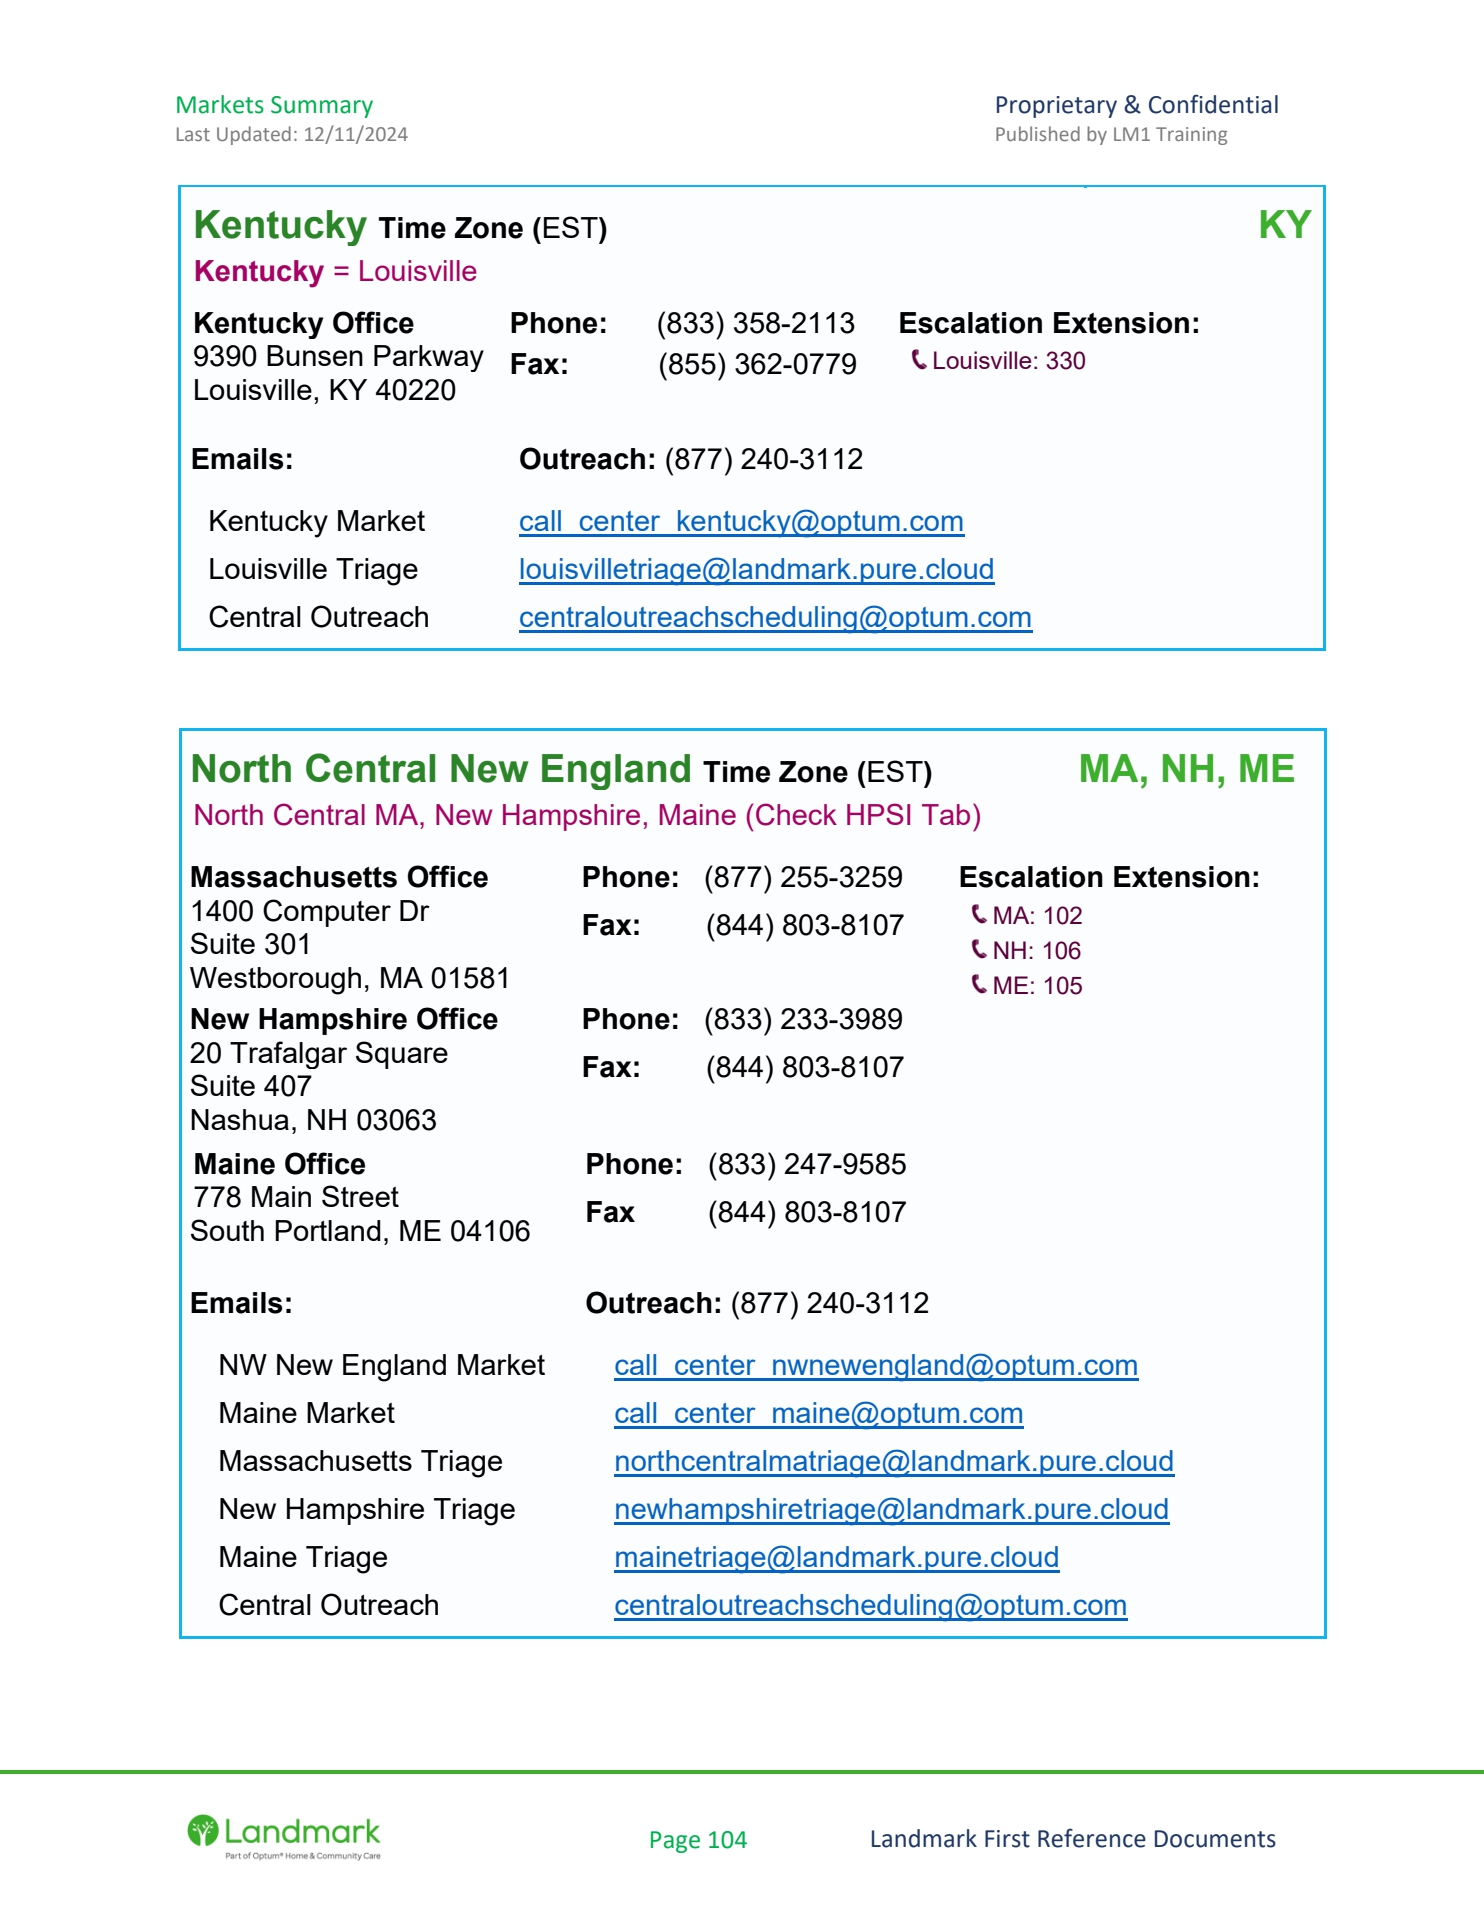 Markets Summary Proprietary & Confidential
Last Updated: 12/11/2024 Published by LM1 Training
Kentucky Time Zone (EST) KY
Kentucky = Louisville
Kentucky Office Phone: (833) 358-2113 Escalation Extension:
9390 Bunsen Parkway Fax: (855) 362-0779 Louisville: 330
Louisville, KY 40220
Emails: Outreach: (877) 240-3112
Kentucky Market call_center_kentucky@optum.com
Louisville Triage louisvilletriage@landmark.pure.cloud
Central Outreach centraloutreachscheduling@optum.com
North Central New England Time Zone (EST) MA, NH, ME
North Central MA, New Hampshire, Maine (Check HPSI Tab)
Massachusetts Office Phone: (877) 255-3259 Escalation Extension:
1400 Computer Dr Fax: (844) 803-8107 MA: 102
Suite 301 NH: 106
Westborough, MA 01581 ME: 105
New Hampshire Office Phone: (833) 233-3989
20 Trafalgar Square Fax: (844) 803-8107
Suite 407
Nashua, NH 03063
Maine Office Phone: (833) 247-9585
778 Main Street Fax (844) 803-8107
South Portland, ME 04106
Emails: Outreach: (877) 240-3112
NW New England Market call_center_nwnewengland@optum.com
Maine Market call_center_maine@optum.com
Massachusetts Triage northcentralmatriage@landmark.pure.cloud
New Hampshire Triage newhampshiretriage@landmark.pure.cloud
Maine Triage mainetriage@landmark.pure.cloud
Central Outreach centraloutreachscheduling@optum.com
Landmark
Part of Optum® Home & Community Care
Page 104 Landmark First Reference Documents